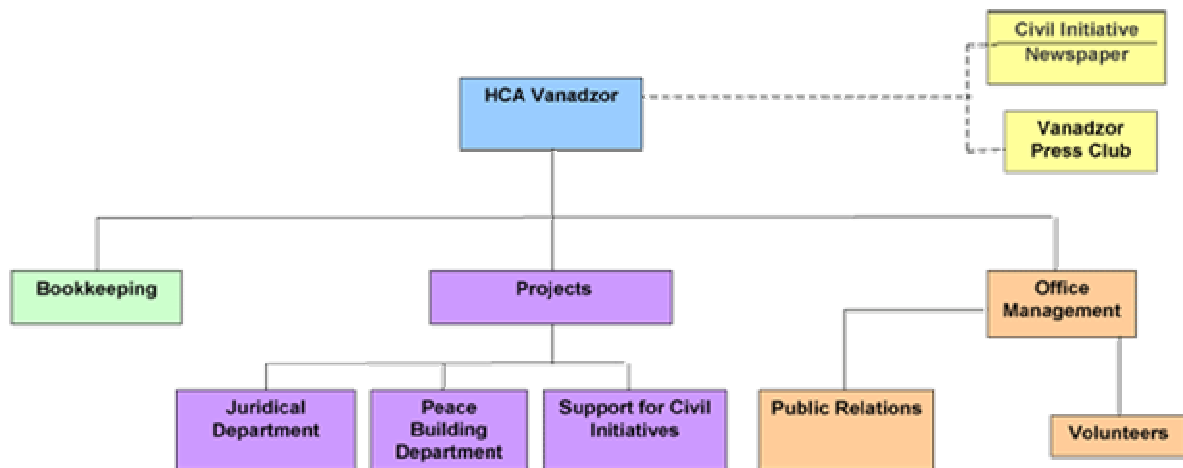 Civil Initiative
Newspaper
HCA Vanadzor
Vanadzor
Press Club
Bookkeeping
Projects
Office
Management
Juridical
Department
Peace
Building
Department
Support for Civil
Initiatives
Public Relations
Volunteers